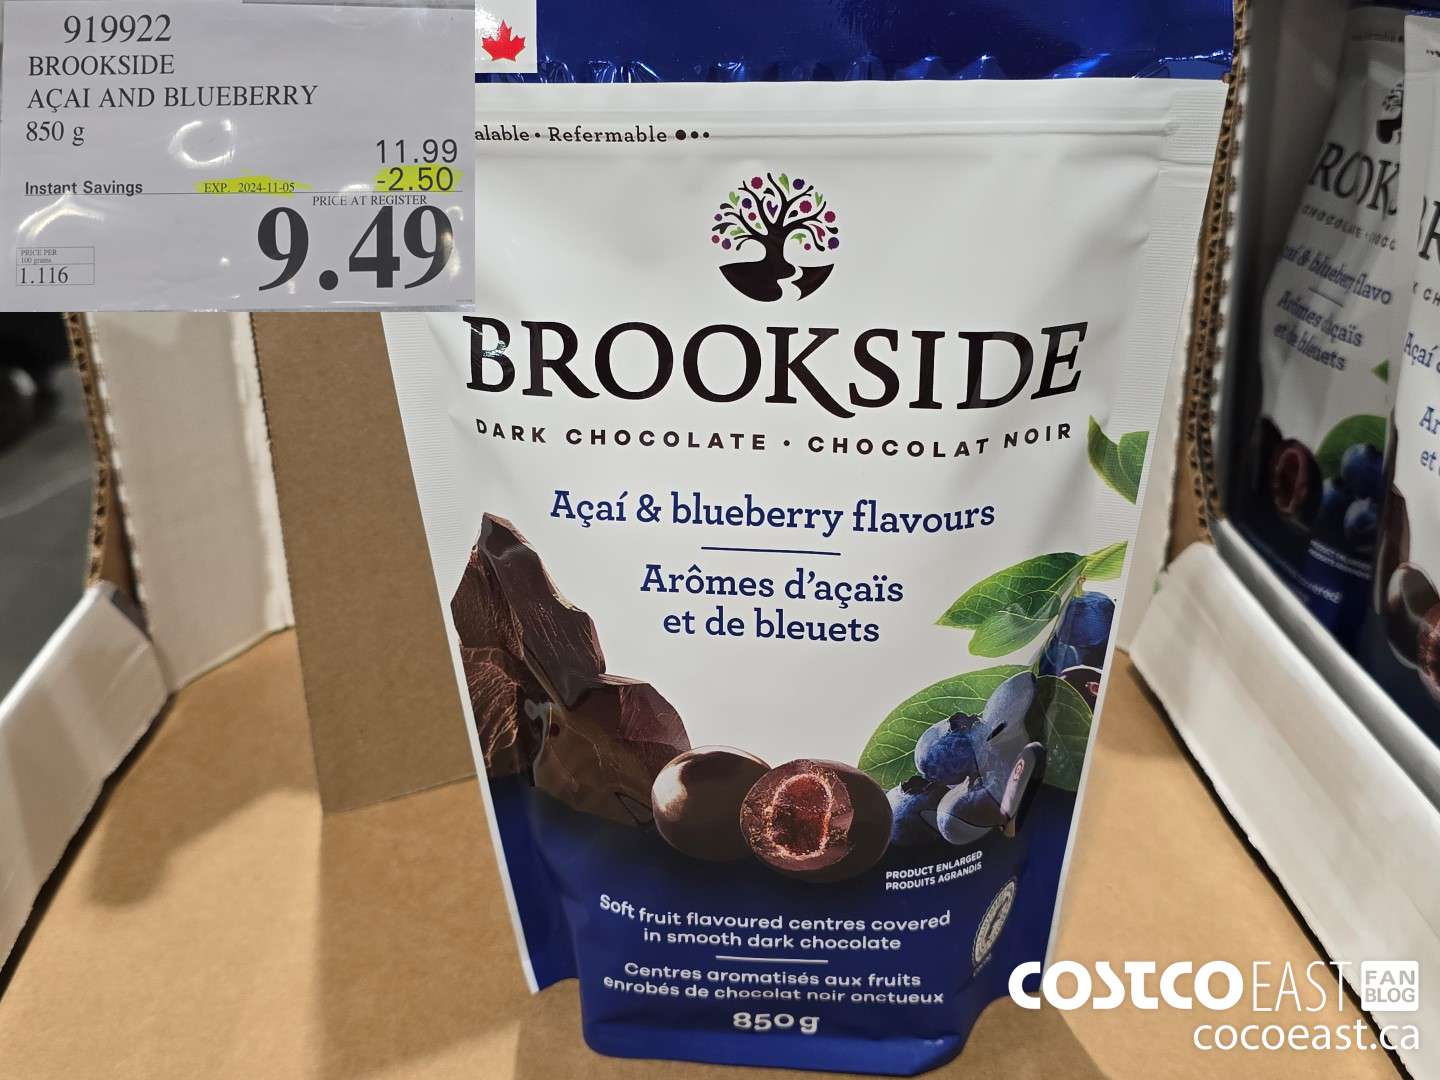 919922
BROOKSIDE
AÇAI AND BLUEBERRY
850 g
11.99
Instant Savings EXP. 2024-11-05 -2.50
PRICE AT REGISTER
9.49
PRICE PER
100 grams
1.116
alable • Refermable
BROOKSIDE
DARK CHOCOLATE • CHOCOLAT NOIR
Açaí & blueberry flavours
Arômes d'açaïs
et de bleuets
PRODUCT ENLARGED
PRODUITS AGRANDIS
Soft fruit flavoured centres covered
in smooth dark chocolate
Centres aromatisés aux fruits
enrobés de chocolat noir onctueux
850g
COSTCO EAST FAN BLOG
cocoeast.ca